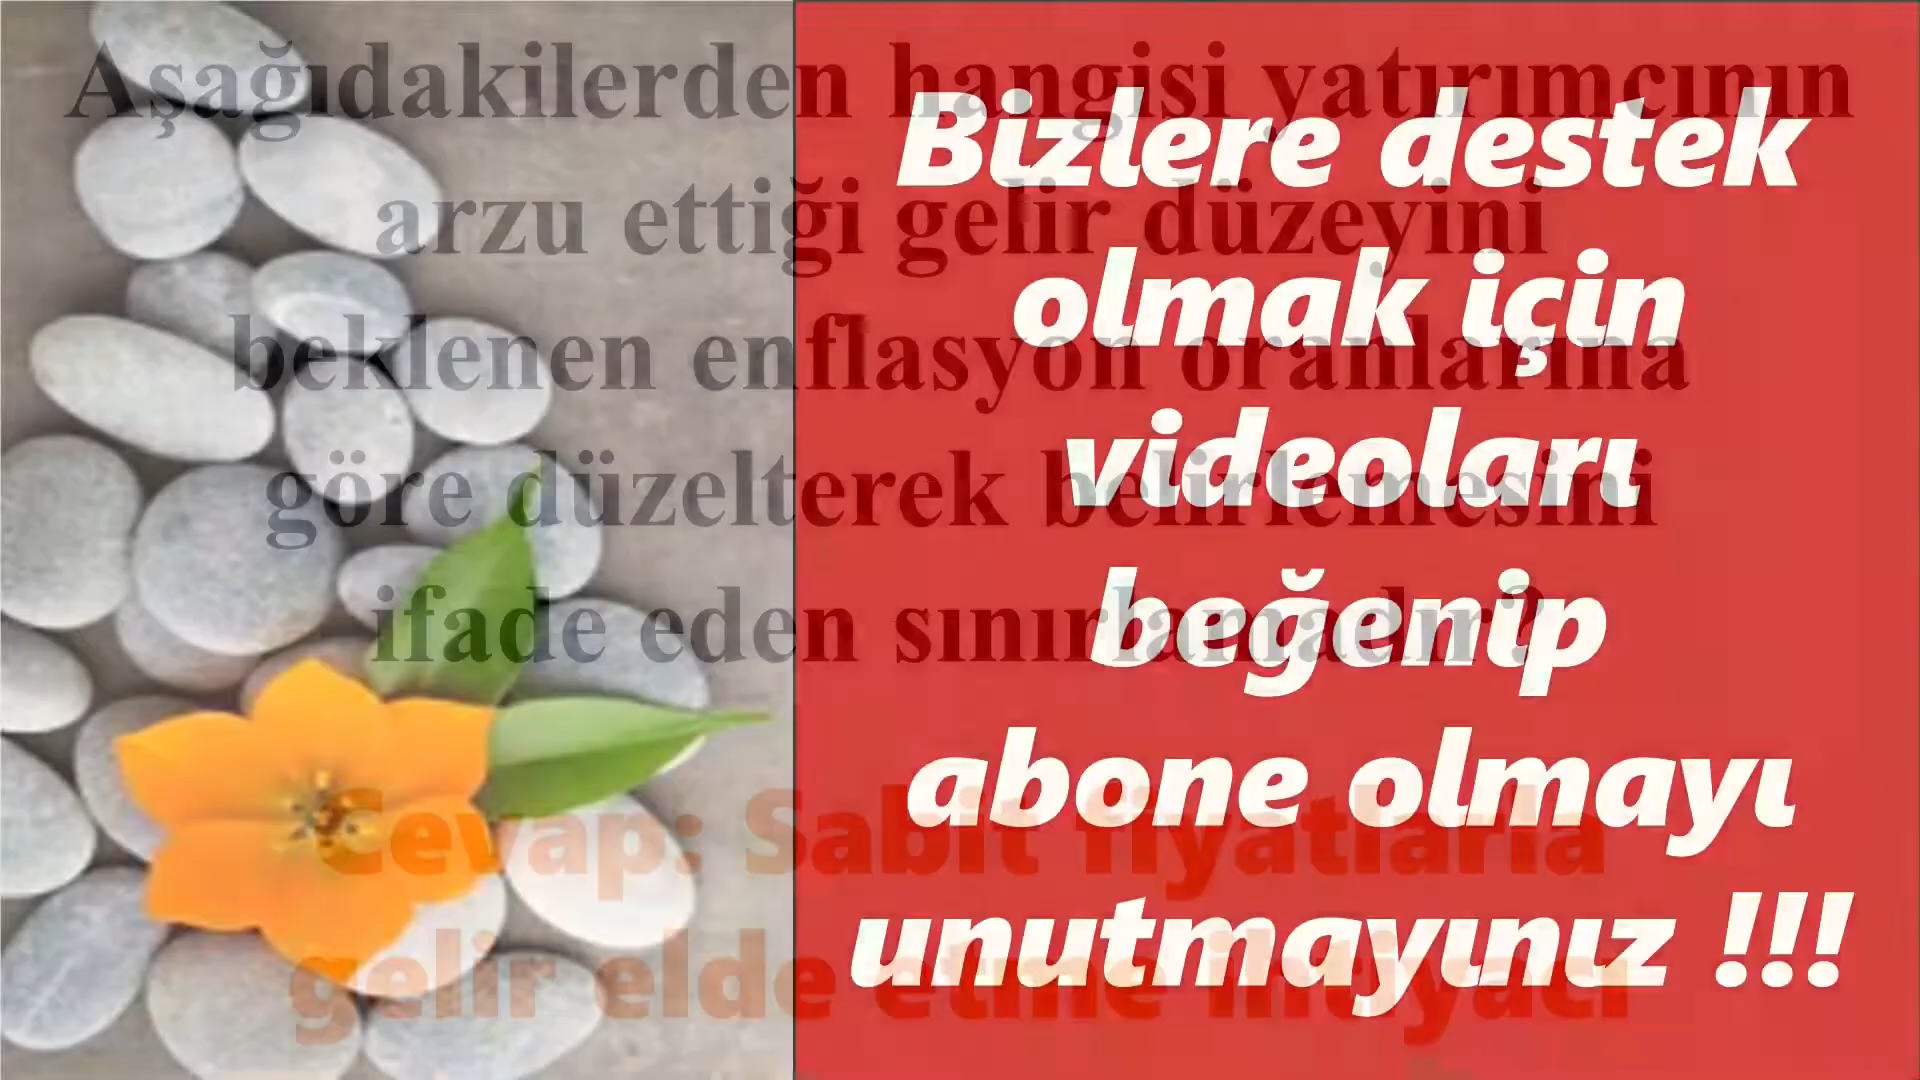 Aşağıdakilerden hangisi yatırımcının
arzu ettiği gelir düzeyini
beklenen enflasyon oranlarına
göre düzelterek belirlemesini
ifade eden sınırlamadır?
Cevap: Sabit fiyatlarla
gelir elde etme ihtiyacı
Bizlere destek
olmak için
videoları
beğenip
abone olmayı
unutmayınız !!!